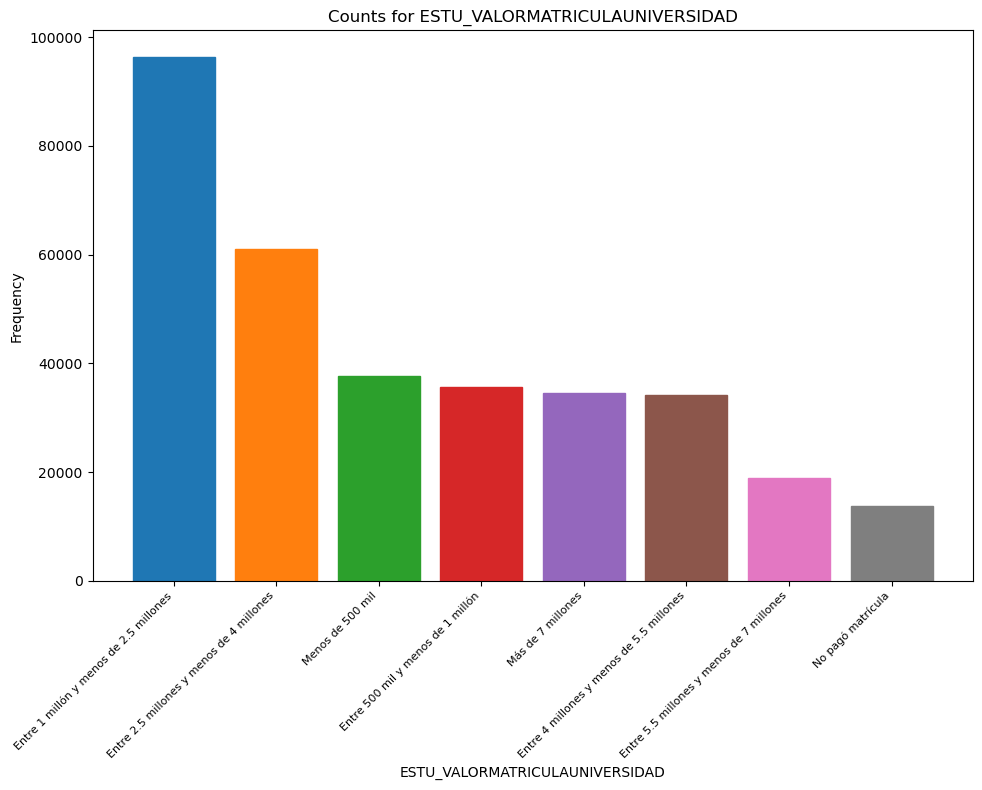 Counts for ESTU_VALORMATRICULAUNIVERSIDAD
100000
80000
60000
40000
20000
0
Frequency
Entre 1 millón y menos de 2.5 millones
Entre 2.5 millones y menos de 4 millones
Menos de 500 mil
Entre 500 mil y menos de 1 millón
Más de 7 millones
Entre 4 millones y menos de 5.5 millones
Entre 5.5 millones y menos de 7 millones
No pagó matrícula
ESTU_VALORMATRICULAUNIVERSIDAD